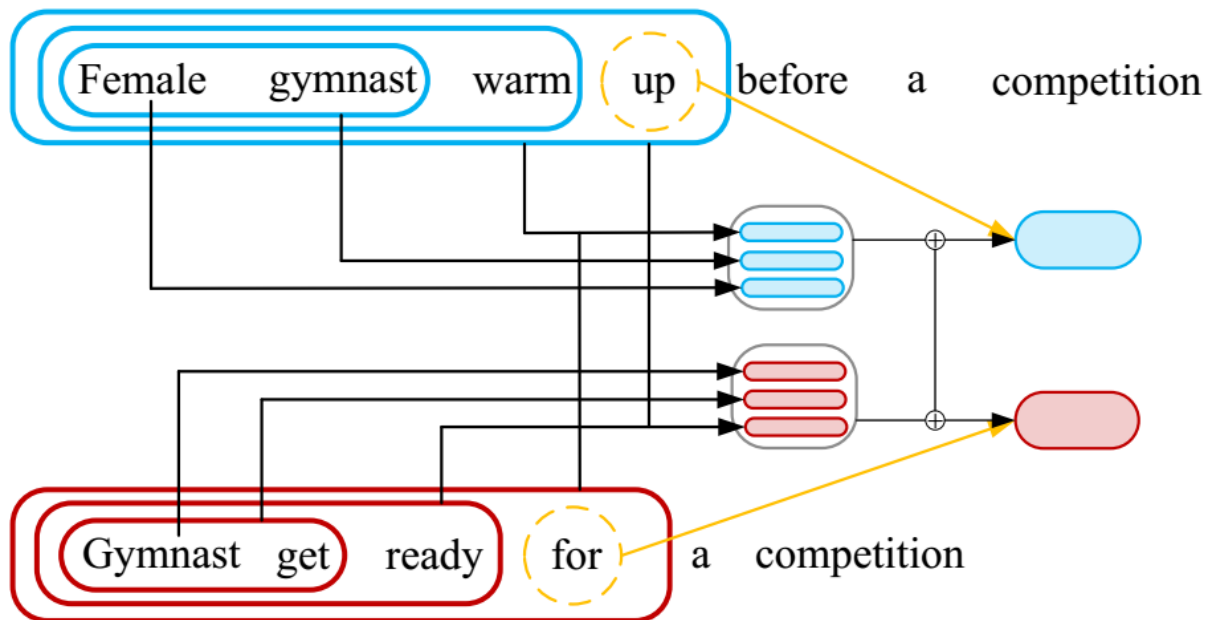 Female gymnast warm up before a competition
Gymnast get ready for a competition